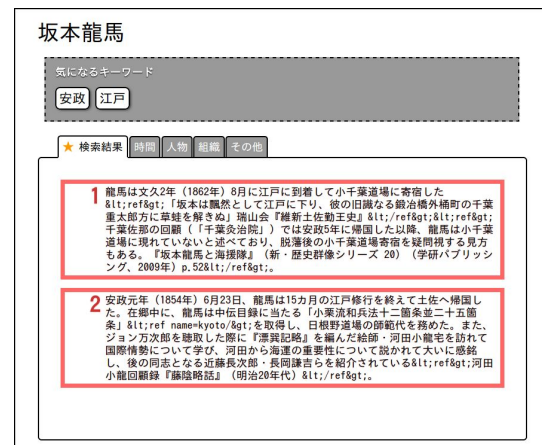 坂本龍馬
気になるキーワード
安政 江戸
★ 検索結果 時間 人物 組織 その他
1 龍馬は文久2年（1862年）8月に江戸に到着して小千葉道場に寄宿した
&lt;ref&gt;「坂本は飄然として江戸に下り、彼の旧識なる鍛冶橋外桶町の千葉
重太郎方に草蛙を解きぬ」瑞山会『維新土佐勤王史』&lt;/ref&gt;&lt;ref&gt;
千葉佐那の回顧（「千葉灸治院」）では安政5年に帰国した以降、龍馬は小千葉
道場に現れていないと述べており、脱藩後の小千葉道場寄宿を疑問視する見方
もある。『坂本龍馬と海援隊』（新・歴史群像シリーズ 20）（学研パブリッシ
ング、2009年）p.52&lt;/ref&gt;。
2 安政元年（1854年）6月23日、龍馬は15カ月の江戸修行を終えて土佐へ帰国し
た。在郷中に、龍馬は中伝目録に当たる「小栗流和兵法十二箇条並二十五箇
条」&lt;ref name=kyoto/&gt;を取得し、日根野道場の師範代を務めた。また、
ジョン万次郎を聴取した際に『漂巽記略』を編んだ絵師・河田小龍宅を訪れて
国際情勢について学び、河田から海運の重要性について説かれて大いに感銘
し、後の同志となる近藤長次郎・長岡謙吉らを紹介されている&lt;ref&gt;河田
小龍回顧録『藤陰略話』（明治20年代）&lt;/ref&gt;。